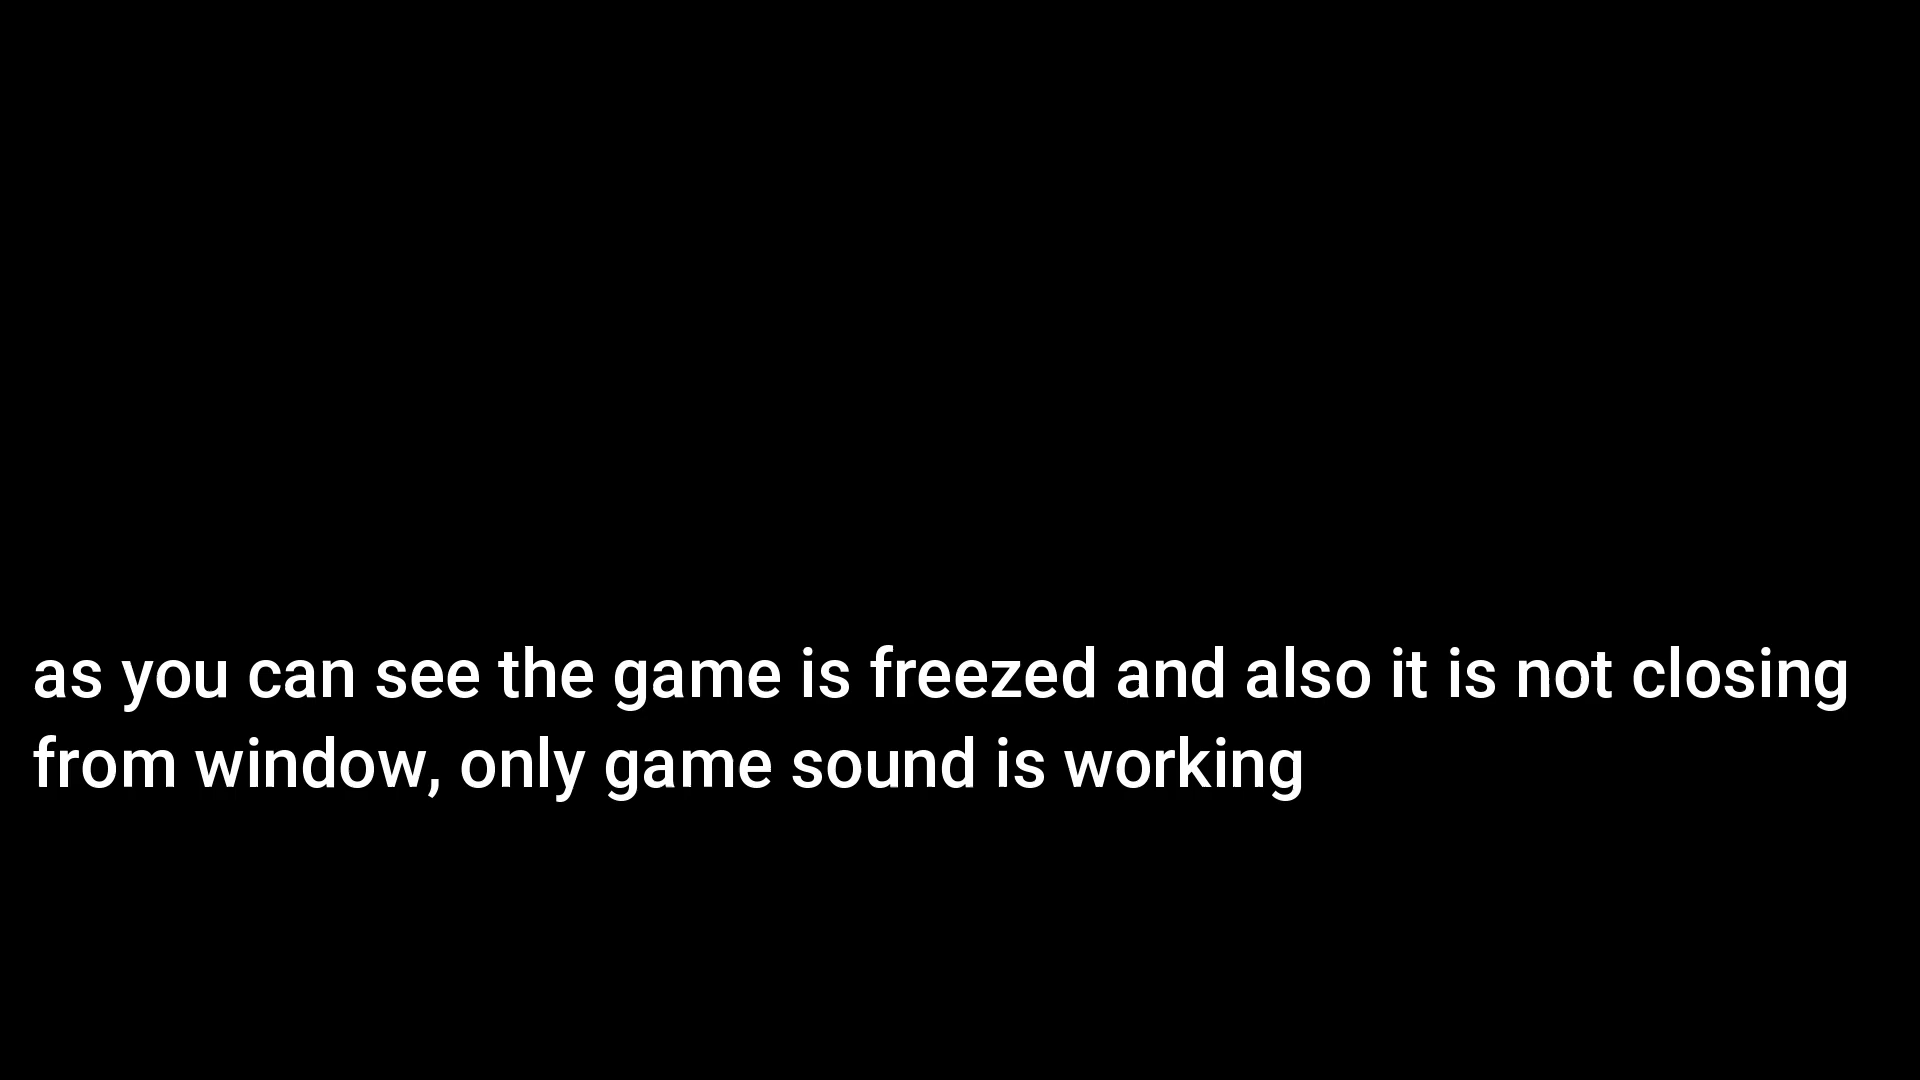 as you can see the game is freezed and also it is not closing
from window, only game sound is working